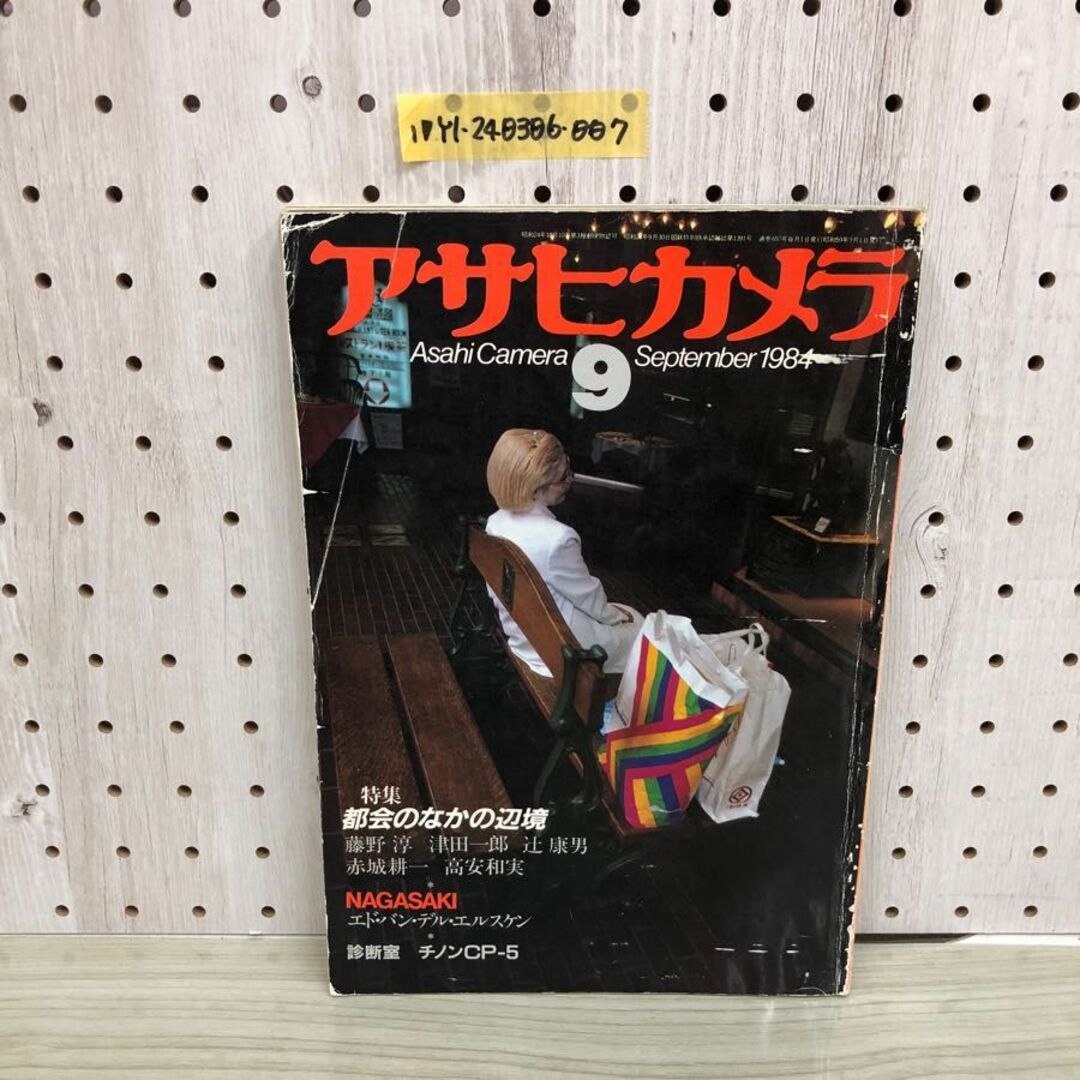 1▼Y1-240306-007
アサヒカメラ
Asahi Camera
9
September 1984
特集
都会のなかの辺境
藤野 淳 津田一郎 辻 康男
赤城耕一 高安和実
*
NAGASAKI
エド・バン・デル・エルスケン
*
診断室 チノンCP-5